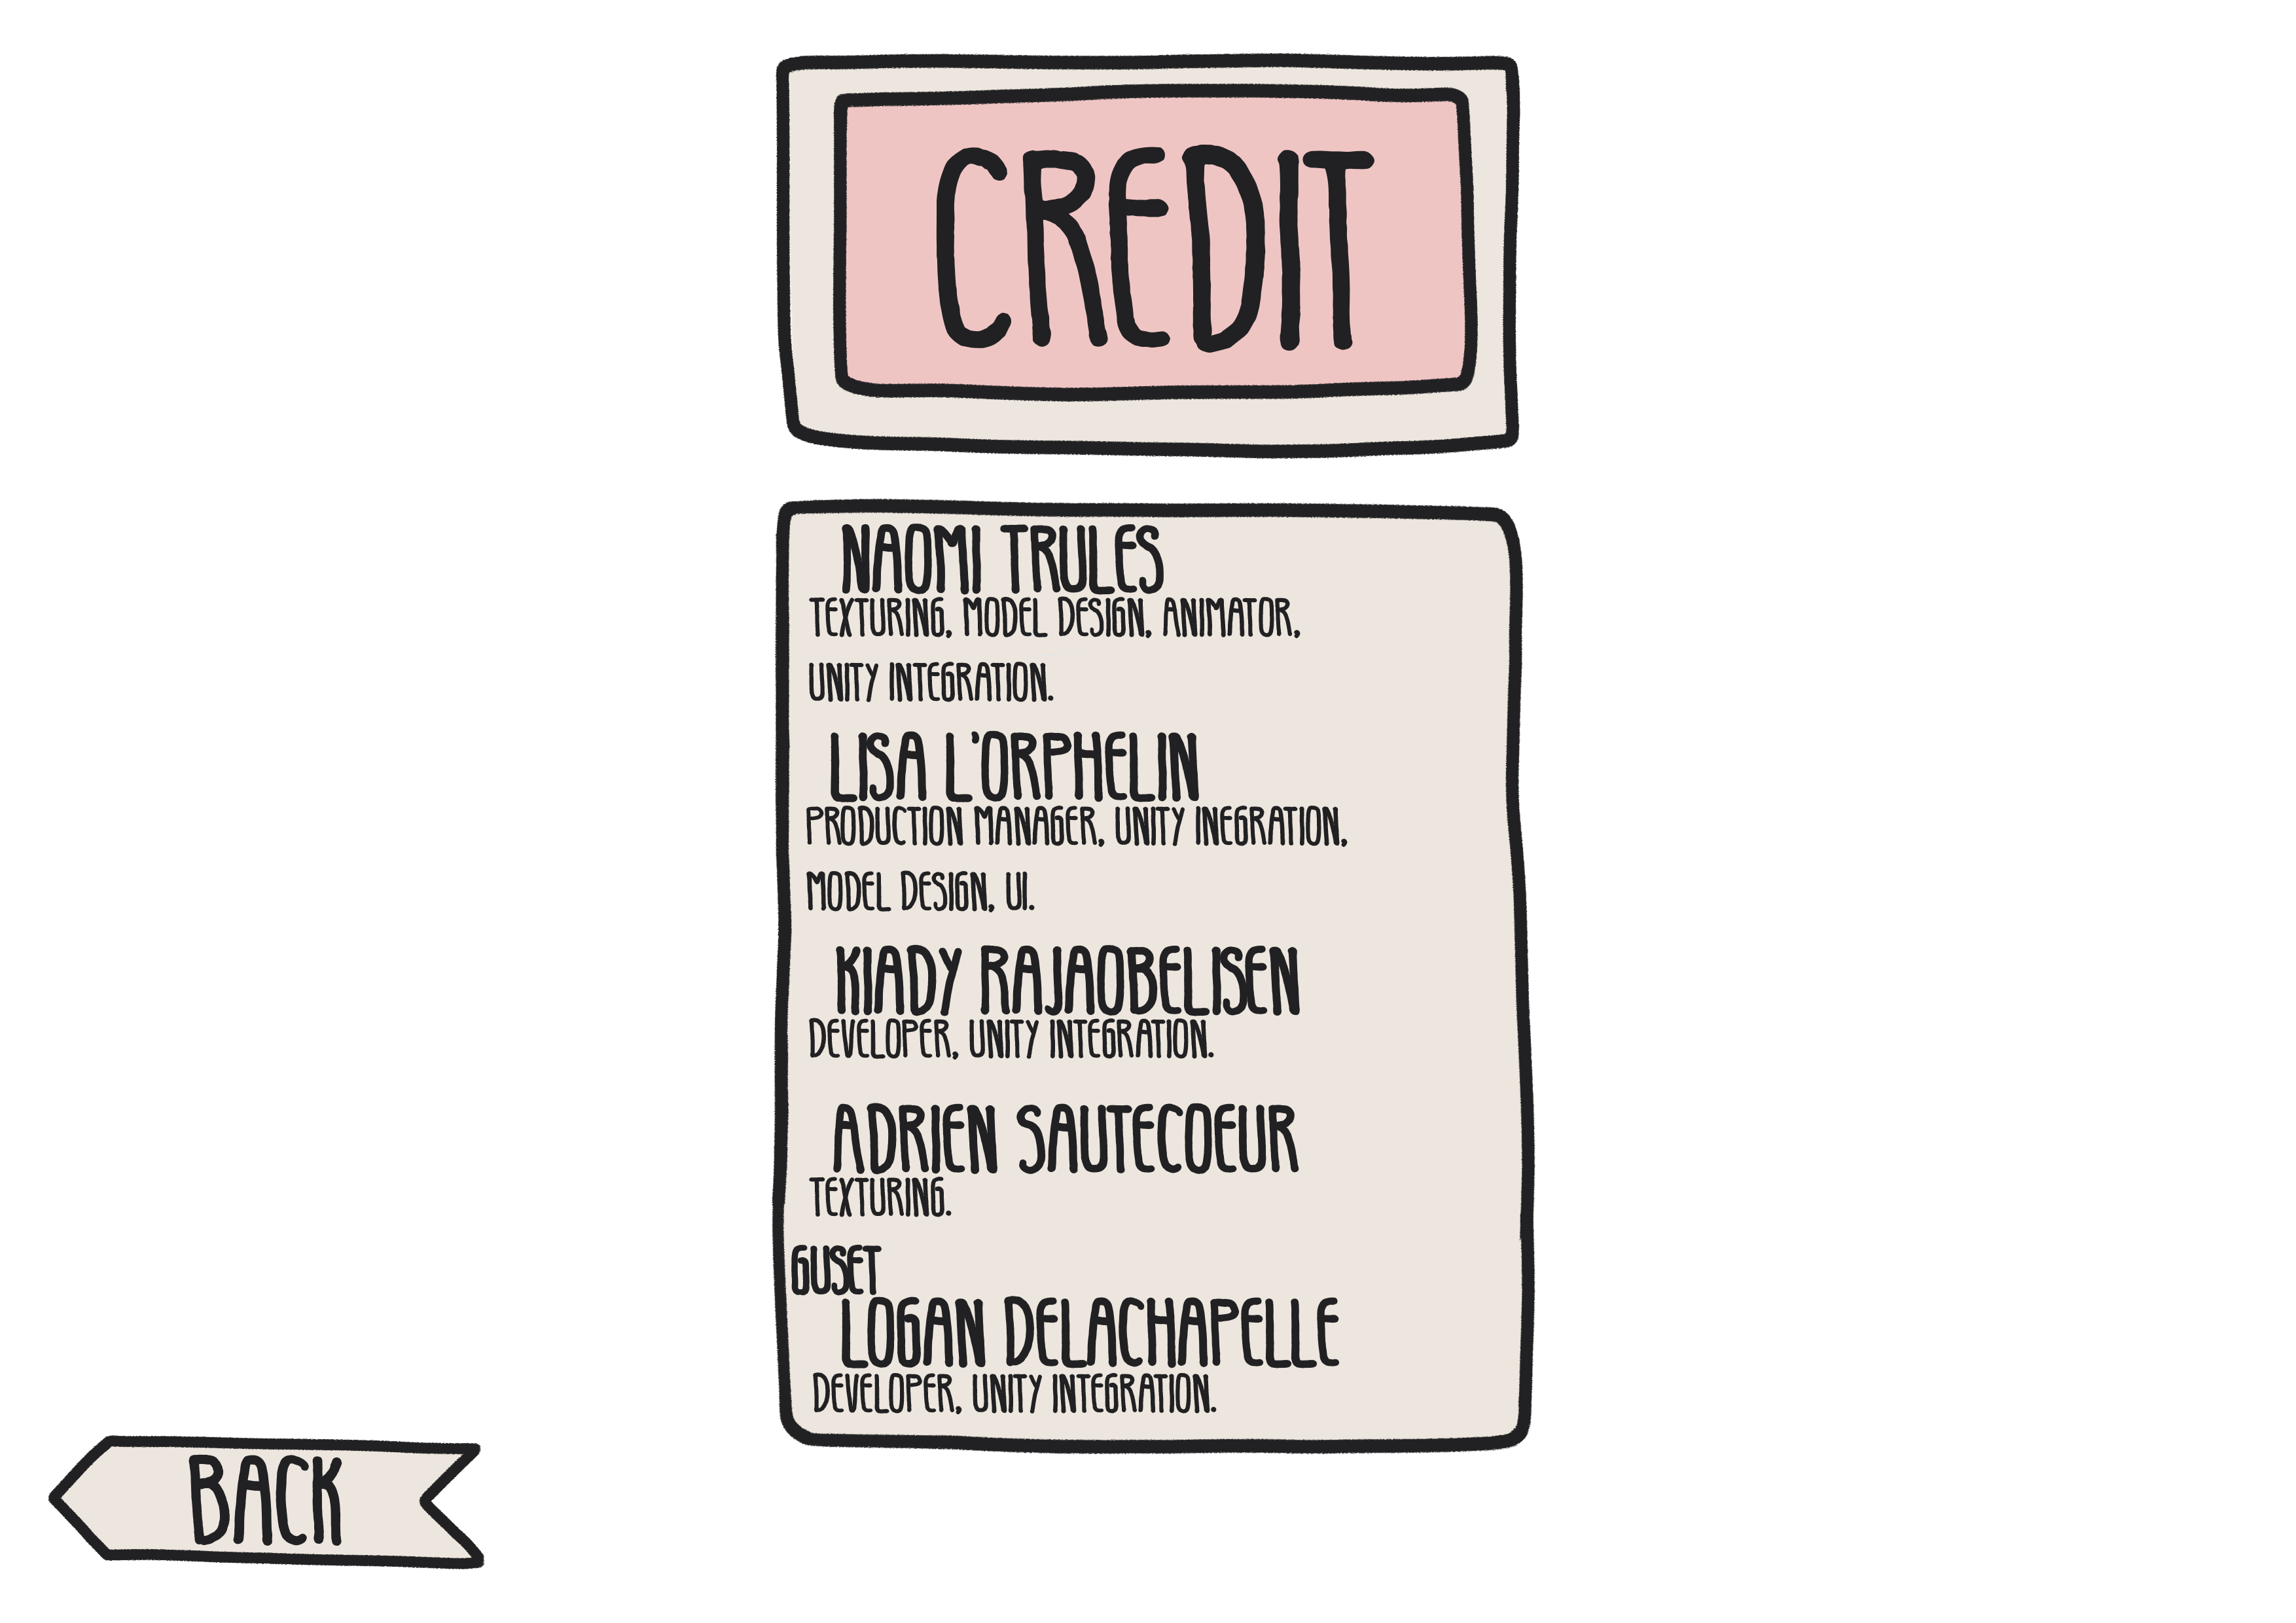 CREDIT
NAOMI TRULES
TEXTURING, MODEL DESIGN, ANIMATOR,
UNITY INTEGRATION.
LISA L'ORPHELIN
PRODUCTION MANAGER, UNITY INEGRATION,
MODEL DESIGN, UI.
KIADY RAJAOBELISEN
DEVELOPER, UNITY INTEGRATION.
ADRIEN SAUTECOEUR
TEXTURING.
GUSET
LOGAN DELACHAPELLE
DEVELOPER, UNITY INTEGRATION.
BACK